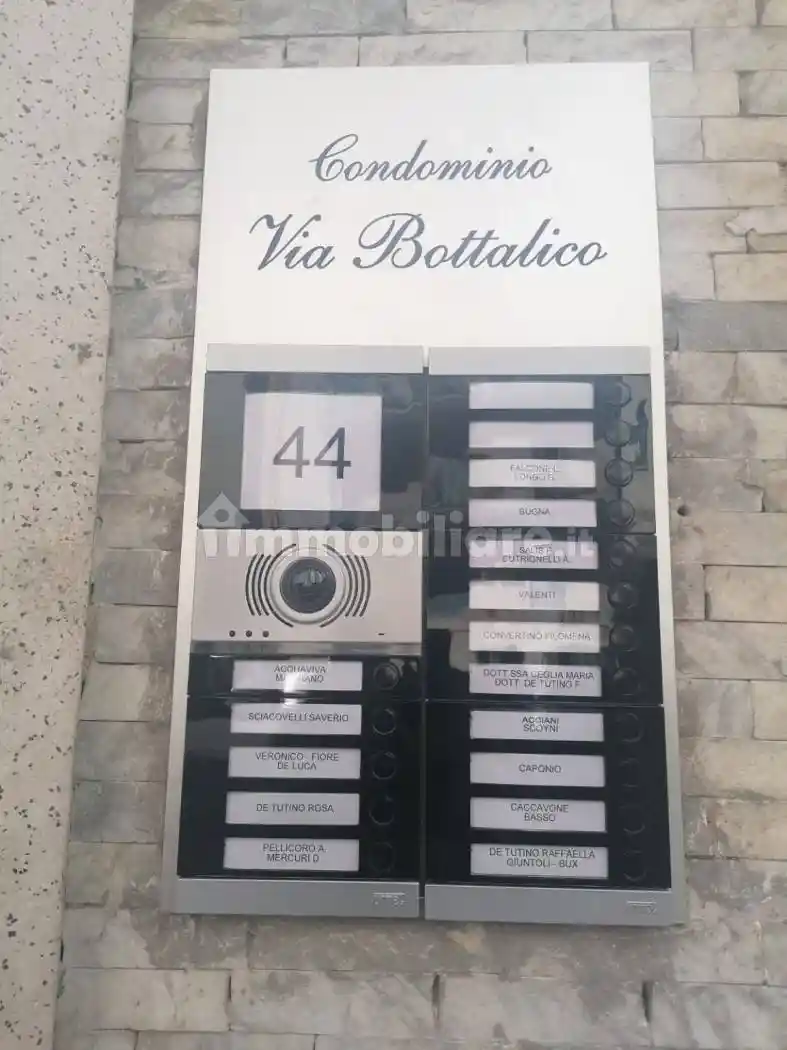 Condominio
Via Bottalico
44
immobiliare.it
ACQUAVIVA
SCIACOVELLI SAVERIO
VERONICO - FIORE
DE LUCA
DE TUTINO ROSA
PELLICORO A.
MERCURI D.
FALCONE L.
BUGNA
SALIS P.
CUTRIGNELLI A.
VALENTI
CONVERTINO FILOMENA
DOTT.SSA CEGLIA MARIA
DOTT. DE TUTINO F.
ACCIANI
SCOYNI
CAPONIO
CACCAVONE
BASSO
DE TUTINO RAFFAELLA
GIUNTOLI - BUX